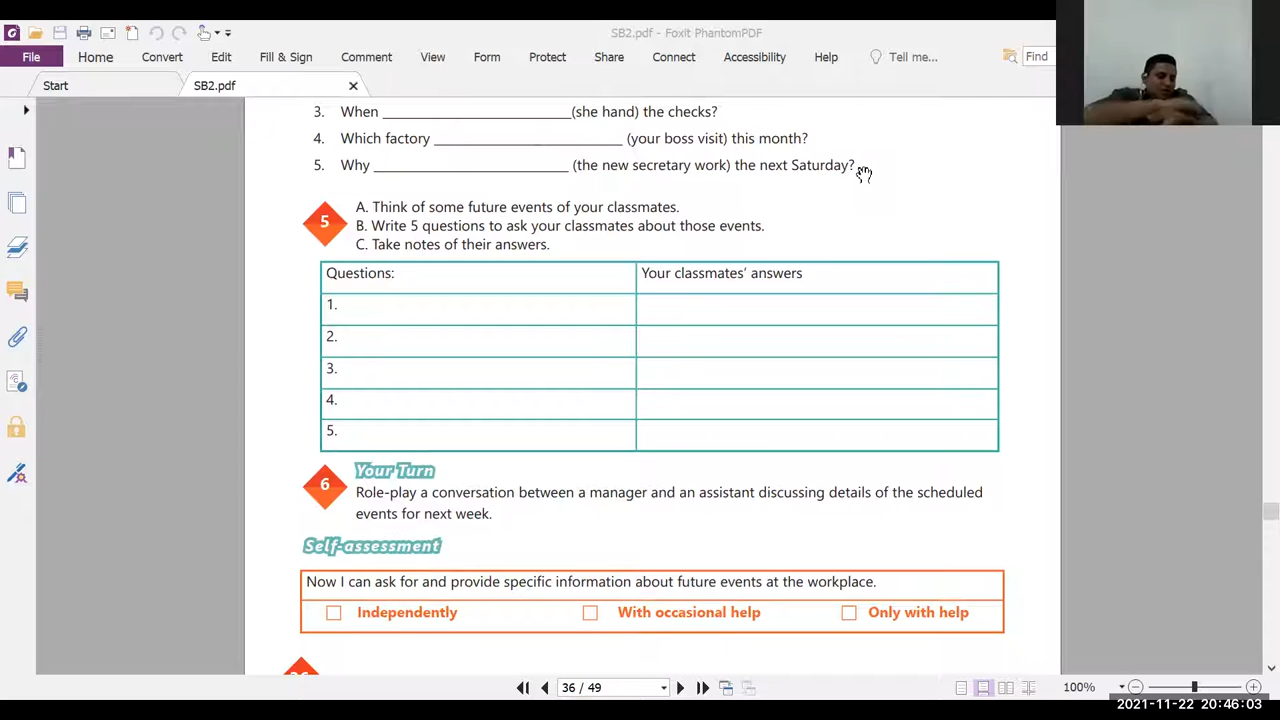 SB2.pdf - Foxit PhantomPDF
File Home Convert Edit Fill & Sign Comment View Form Protect Share Connect Accessibility Help Tell me... Find
Start SB2.pdf
3. When ____________________(she hand) the checks?
4. Which factory ____________________ (your boss visit) this month?
5. Why ____________________ (the new secretary work) the next Saturday?
5
A. Think of some future events of your classmates.
B. Write 5 questions to ask your classmates about those events.
C. Take notes of their answers.
Questions: Your classmates' answers
1.
2.
3.
4.
5.
6
Your Turn
Role-play a conversation between a manager and an assistant discussing details of the scheduled
events for next week.
Self-assessment
Now I can ask for and provide specific information about future events at the workplace.
Independently With occasional help Only with help
36 / 49 100%
2021-11-22 20:46:03